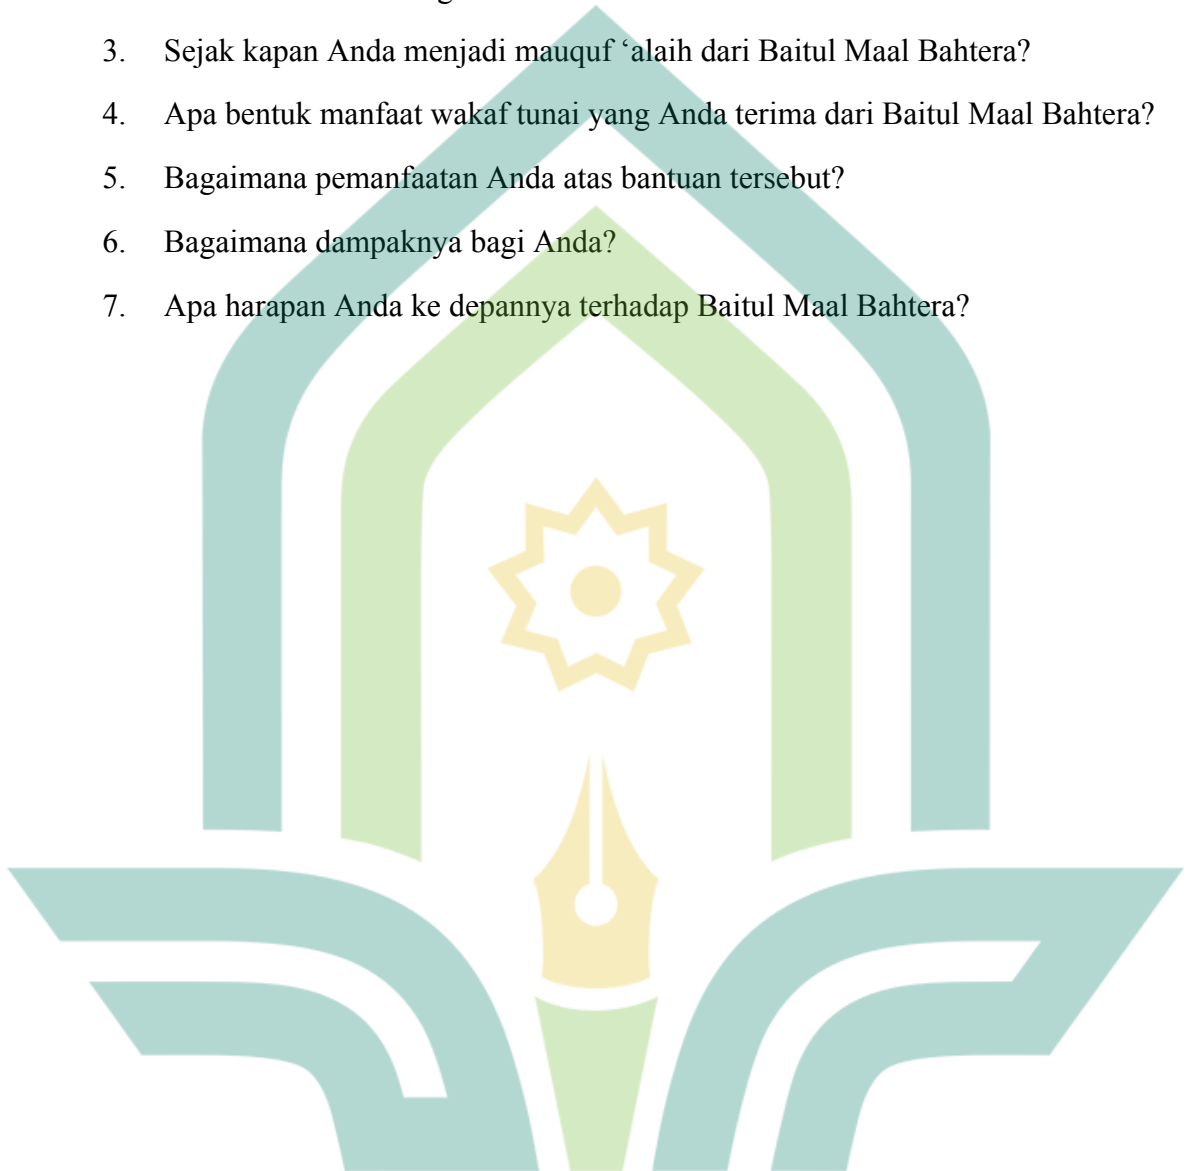 3. Sejak kapan Anda menjadi mauquf ‘alaih dari Baitul Maal Bahtera?
4. Apa bentuk manfaat wakaf tunai yang Anda terima dari Baitul Maal Bahtera?
5. Bagaimana pemanfaatan Anda atas bantuan tersebut?
6. Bagaimana dampaknya bagi Anda?
7. Apa harapan Anda ke depannya terhadap Baitul Maal Bahtera?